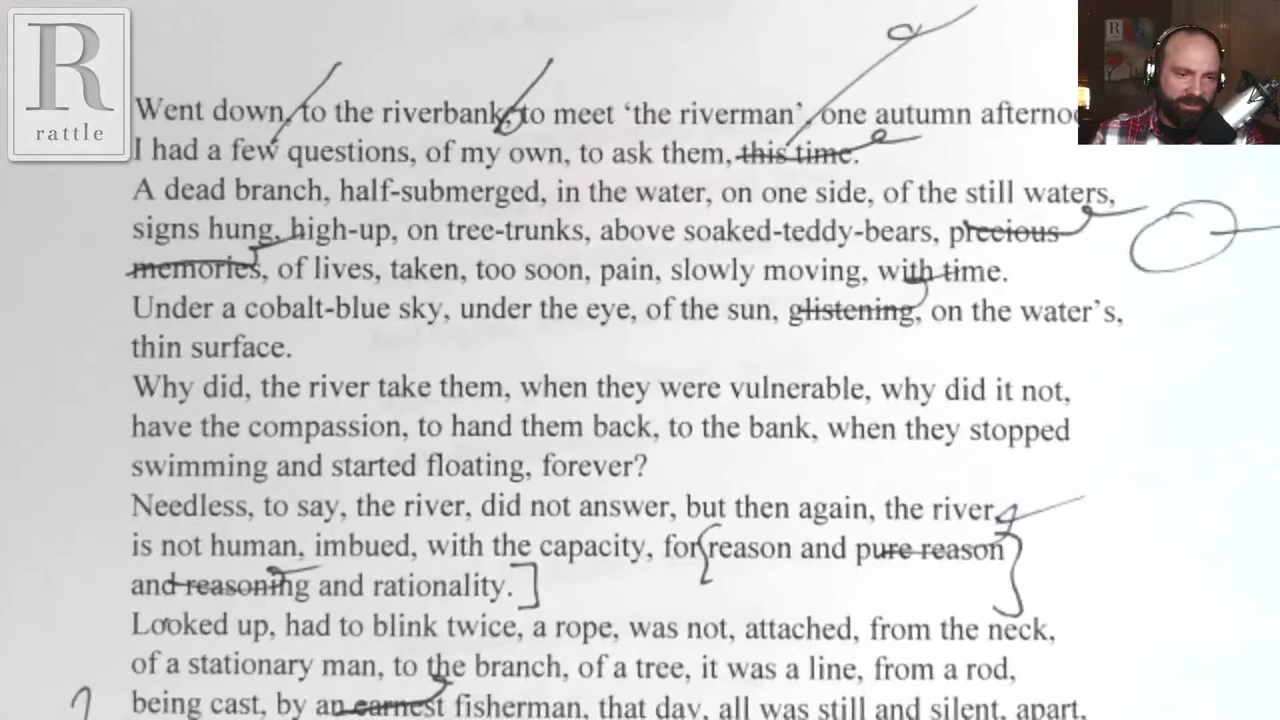 R
rattle
R
Went down, to the riverbank, to meet ‘the riverman’, one autumn
I had a few questions, of my own, to ask them, this time.
A dead branch, half-submerged, in the water, on one side, of the still waters,
signs hung, high-up, on tree-trunks, above soaked-teddy-bears, precious
memories, of lives, taken, too soon, pain, slowly moving, with time.
Under a cobalt-blue sky, under the eye, of the sun, glistening, on the water’s,
thin surface.
Why did, the river take them, when they were vulnerable, why did it not,
have the compassion, to hand them back, to the bank, when they stopped
swimming and started floating, forever?
Needless, to say, the river, did not answer, but then again, the river,
is not human, imbued, with the capacity, for reason and pure reason
and reasoning and rationality.
Looked up, had to blink twice, a rope, was not, attached, from the neck,
of a stationary man, to the branch, of a tree, it was a line, from a rod,
being cast, by an earnest fisherman, that day, all was still and silent, apart,